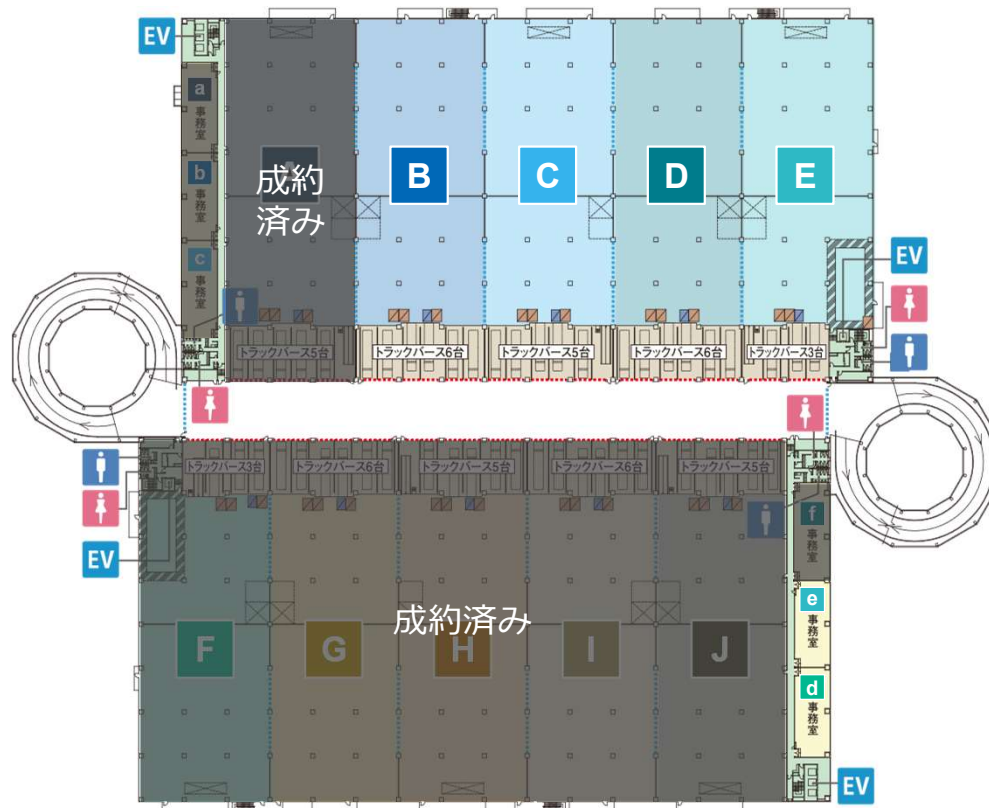 EV
a
事務室
b
事務室
c
事務室
A
成約
済み
B
C
D
E
EV
トラックバース5台
トラックバース6台
トラックバース5台
トラックバース6台
トラックバース3台
トラックバース3台
トラックバース6台
トラックバース5台
トラックバース6台
トラックバース5台
EV
f
事務室
e
事務室
成約済み
F
G
H
I
J
d
事務室
EV